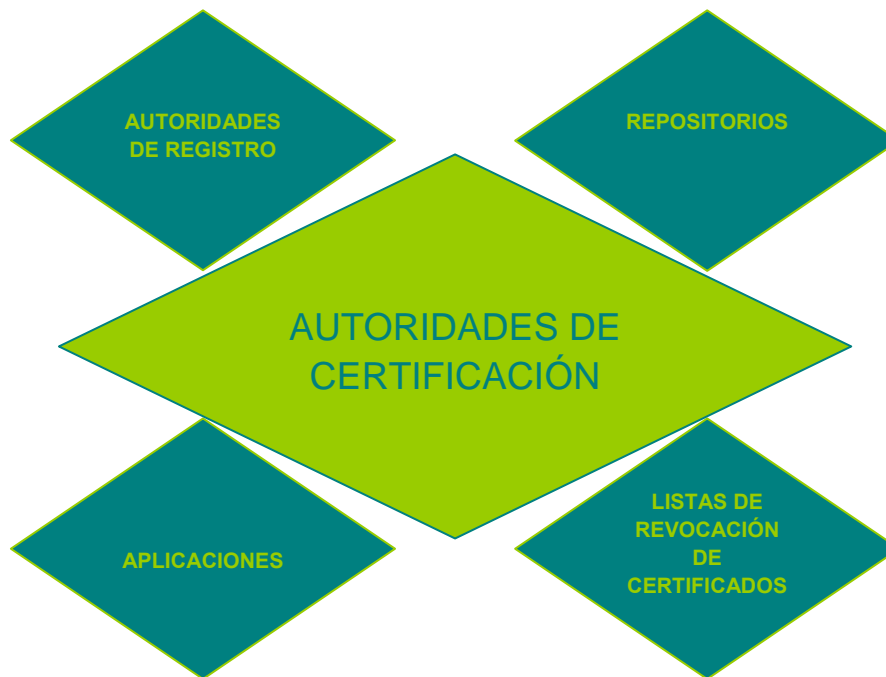 AUTORIDADES
DE REGISTRO
REPOSITORIOS
AUTORIDADES DE
CERTIFICACIÓN
APLICACIONES
LISTAS DE
REVOCACIÓN
DE
CERTIFICADOS